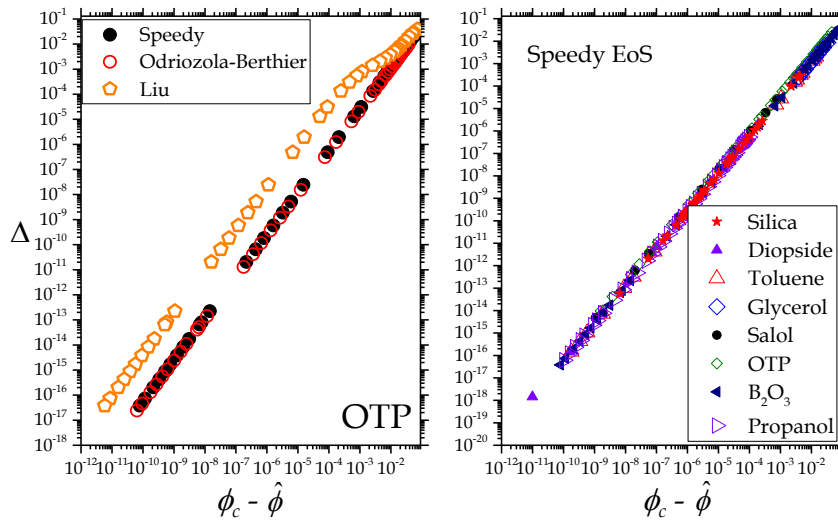 Speedy
Odriozola-Berthier
Liu
OTP
Δ
10⁻¹
10⁰
10⁻¹
10⁻²
10⁻³
10⁻⁴
10⁻⁵
10⁻⁶
10⁻⁷
10⁻⁸
10⁻⁹
10⁻¹⁰
10⁻¹¹
10⁻¹²
10⁻¹³
10⁻¹⁴
10⁻¹⁵
10⁻¹⁶
10⁻¹⁷
10⁻¹⁸
10⁻¹² 10⁻¹¹ 10⁻¹⁰ 10⁻⁹ 10⁻⁸ 10⁻⁷ 10⁻⁶ 10⁻⁵ 10⁻⁴ 10⁻³ 10⁻² 10⁻¹
ϕc - ϕ̂
Speedy EoS
Silica
Diopside
Toluene
Glycerol
Salol
OTP
B₂O₃
Propanol
10⁻¹
10⁻²
10⁻³
10⁻⁴
10⁻⁵
10⁻⁶
10⁻⁷
10⁻⁸
10⁻⁹
10⁻¹⁰
10⁻¹¹
10⁻¹²
10⁻¹³
10⁻¹⁴
10⁻¹⁵
10⁻¹⁶
10⁻¹⁷
10⁻¹⁸
10⁻¹⁹
10⁻²⁰
10⁻¹² 10⁻¹¹ 10⁻¹⁰ 10⁻⁹ 10⁻⁸ 10⁻⁷ 10⁻⁶ 10⁻⁵ 10⁻⁴ 10⁻³ 10⁻² 10⁻¹
ϕc - ϕ̂